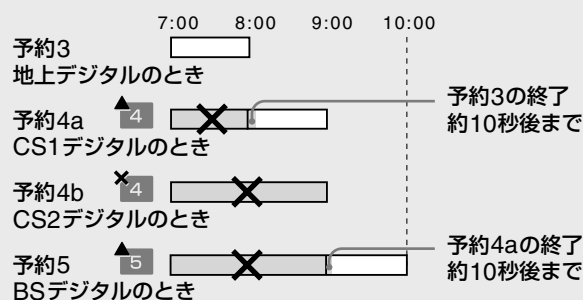 7:00 8:00 9:00 10:00
予約3
地上デジタルのとき
予約3の終了
約10秒後まで
予約4a 4
CS1デジタルのとき
予約4b 4
CS2デジタルのとき
予約4aの終了
約10秒後まで
予約5 5
BSデジタルのとき